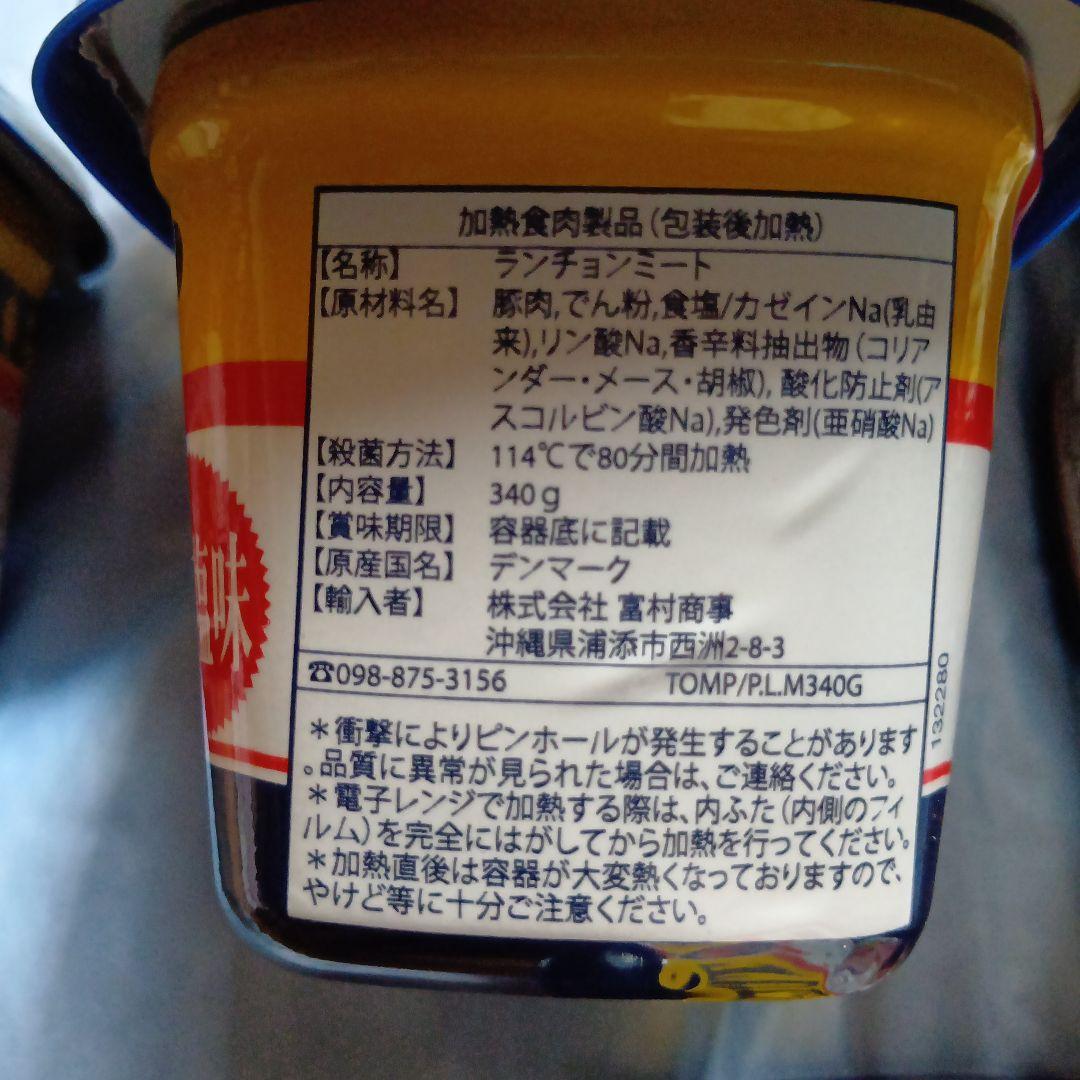 加熱食肉製品(包装後加熱)
【名称】 ランチョンミート
【原材料名】 豚肉,でん粉,食塩/カゼインNa(乳由
来),リン酸Na,香辛料抽出物(コリア
ンダー・メース・胡椒),酸化防止剤(ア
スコルビン酸Na),発色剤(亜硝酸Na)
【殺菌方法】 114℃で80分間加熱
【内容量】 340g
【賞味期限】 容器底に記載
【原産国名】 デンマーク
【輸入者】 株式会社 富村商事
沖縄県浦添市西洲2-8-3
☎098-875-3156 TOMP/P.L.M340G
132280
*衝撃によりピンホールが発生することがあります
。品質に異常が見られた場合は、ご連絡ください。
*電子レンジで加熱する際は、内ふた(内側のフィ
ルム)を完全にはがしてから加熱を行ってください。
*加熱直後は容器が大変熱くなっておりますので、
やけど等に十分ご注意ください。
塩味